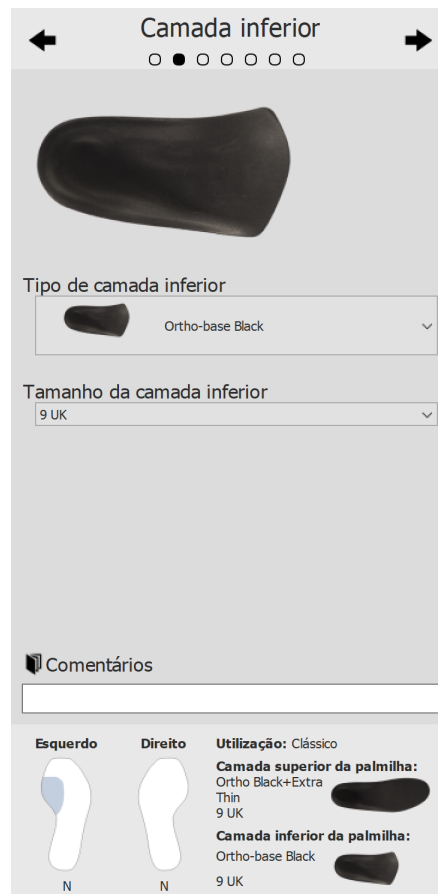 Camada inferior
Tipo de camada inferior
Ortho-base Black
Tamanho da camada inferior
9 UK
Comentários
Esquerdo
Direito
N
N
Utilização: Clássico
Camada superior da palmilha:
Ortho Black+Extra
Thin
9 UK
Camada inferior da palmilha:
Ortho-base Black
9 UK